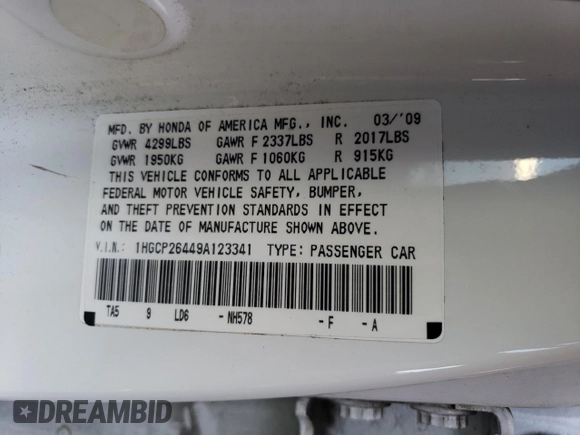 MFD. BY HONDA OF AMERICA MFG., INC. 03/'09
GVWR 4299LBS GAWR F 2337LBS R 2017LBS
GVWR 1950KG GAWR F 1060KG R 915KG
THIS VEHICLE CONFORMS TO ALL APPLICABLE
FEDERAL MOTOR VEHICLE SAFETY, BUMPER,
AND THEFT PREVENTION STANDARDS IN EFFECT
ON THE DATE OF MANUFACTURE SHOWN ABOVE.
V.I.N.: 1HGCP26449A123341 TYPE: PASSENGER CAR
TA5 9 LD6 - NH578 - F - A
DREAMBID